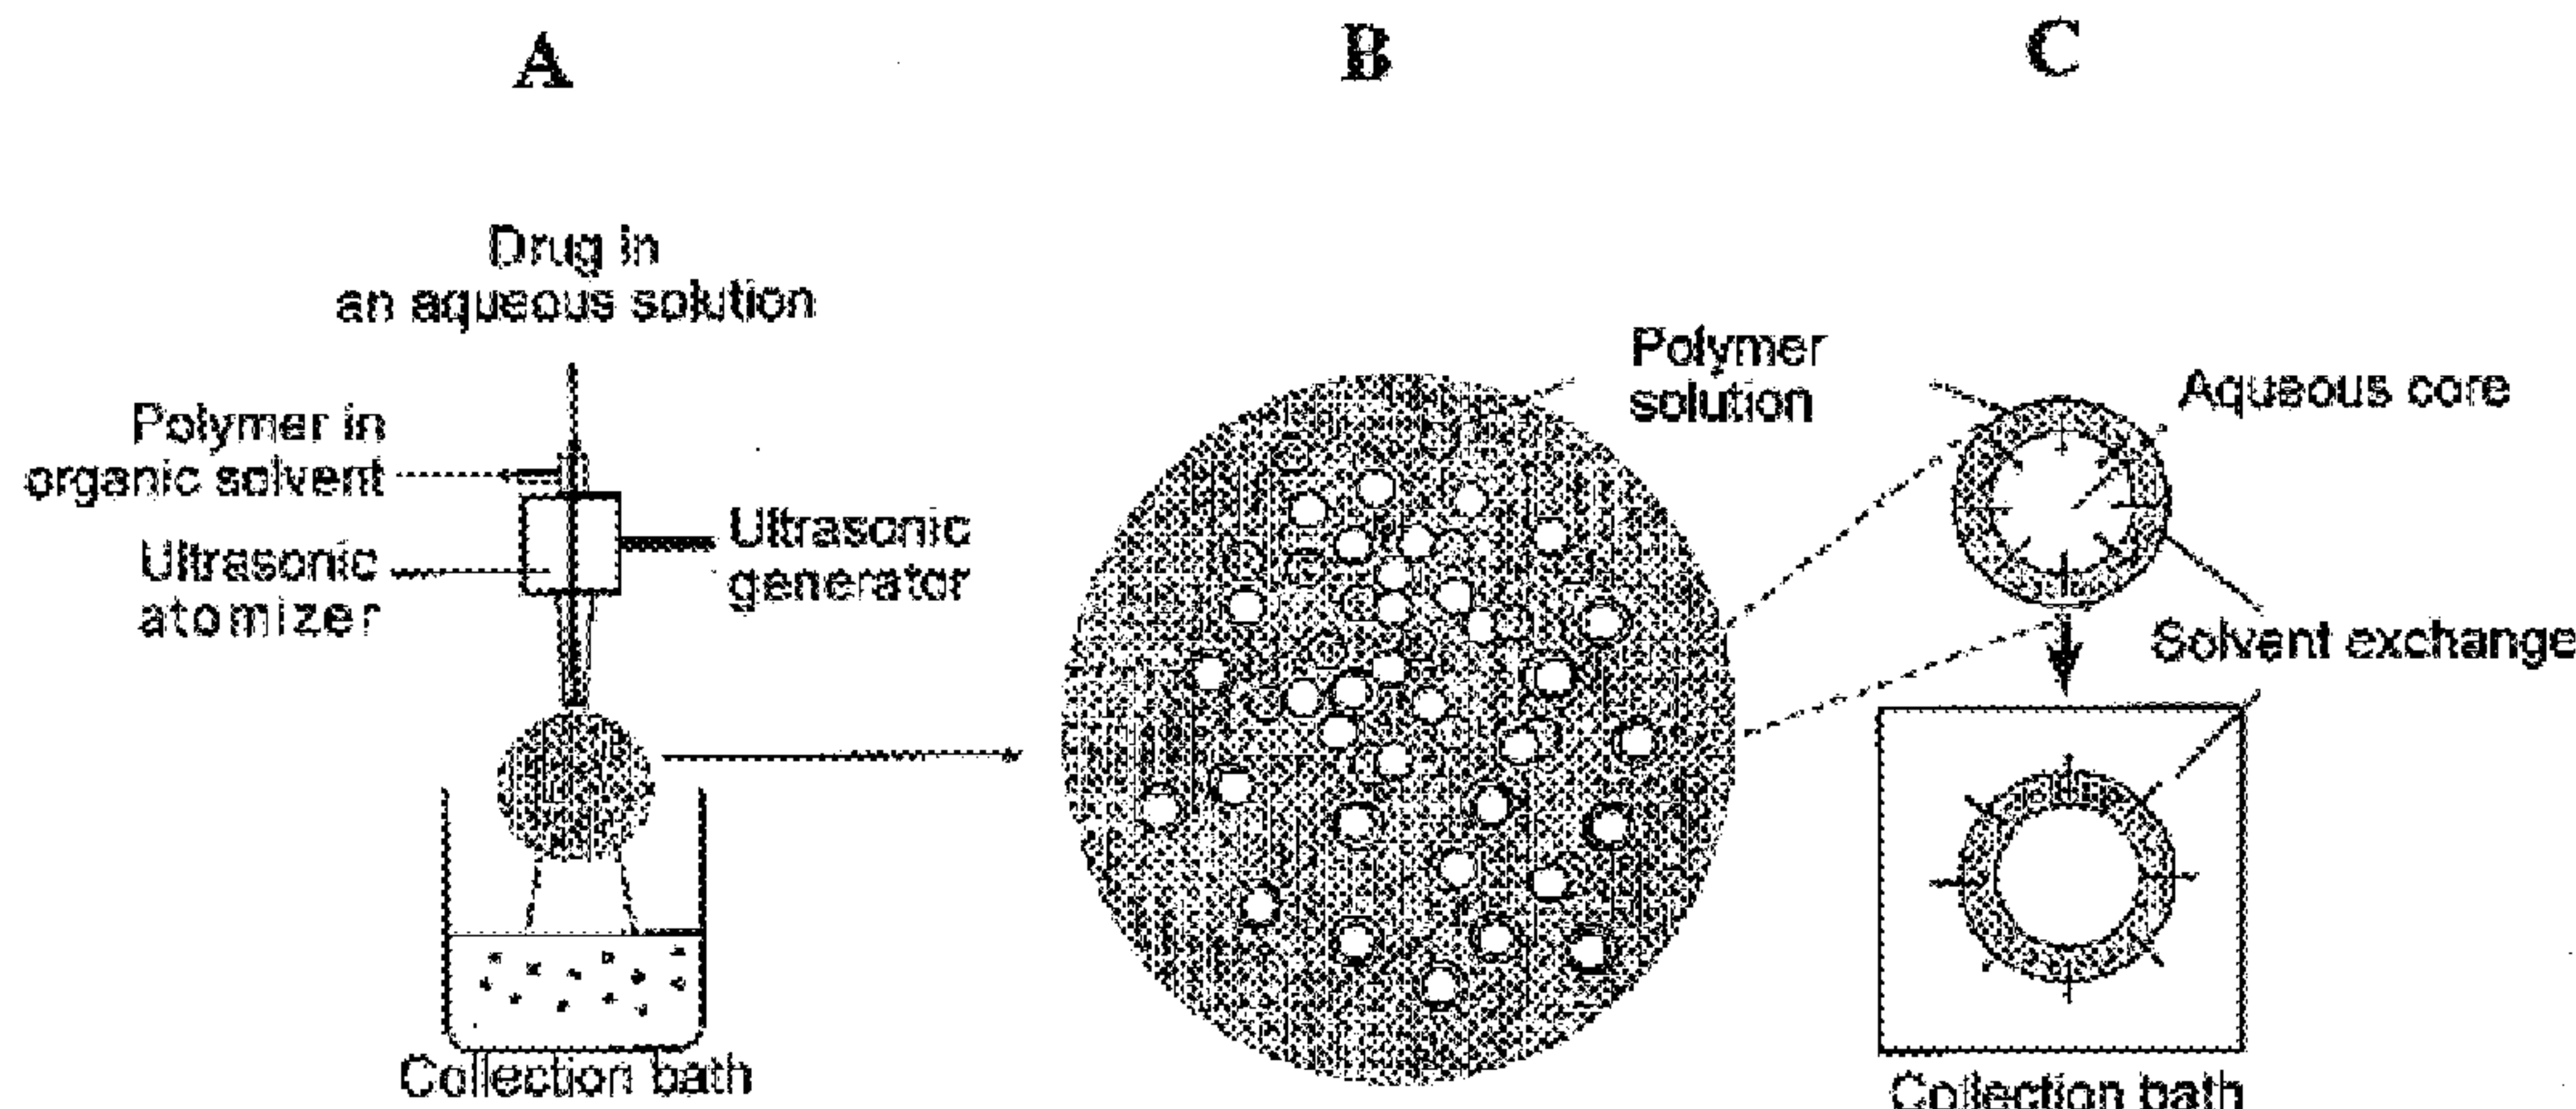 A
B
C
Drug in
an aqueous solution
Polymer in
organic solvent
Ultrasonic
atomizer
Ultrasonic
generator
Collection bath
Polymer
solution
Aqueous core
Solvent exchange
Collection bath